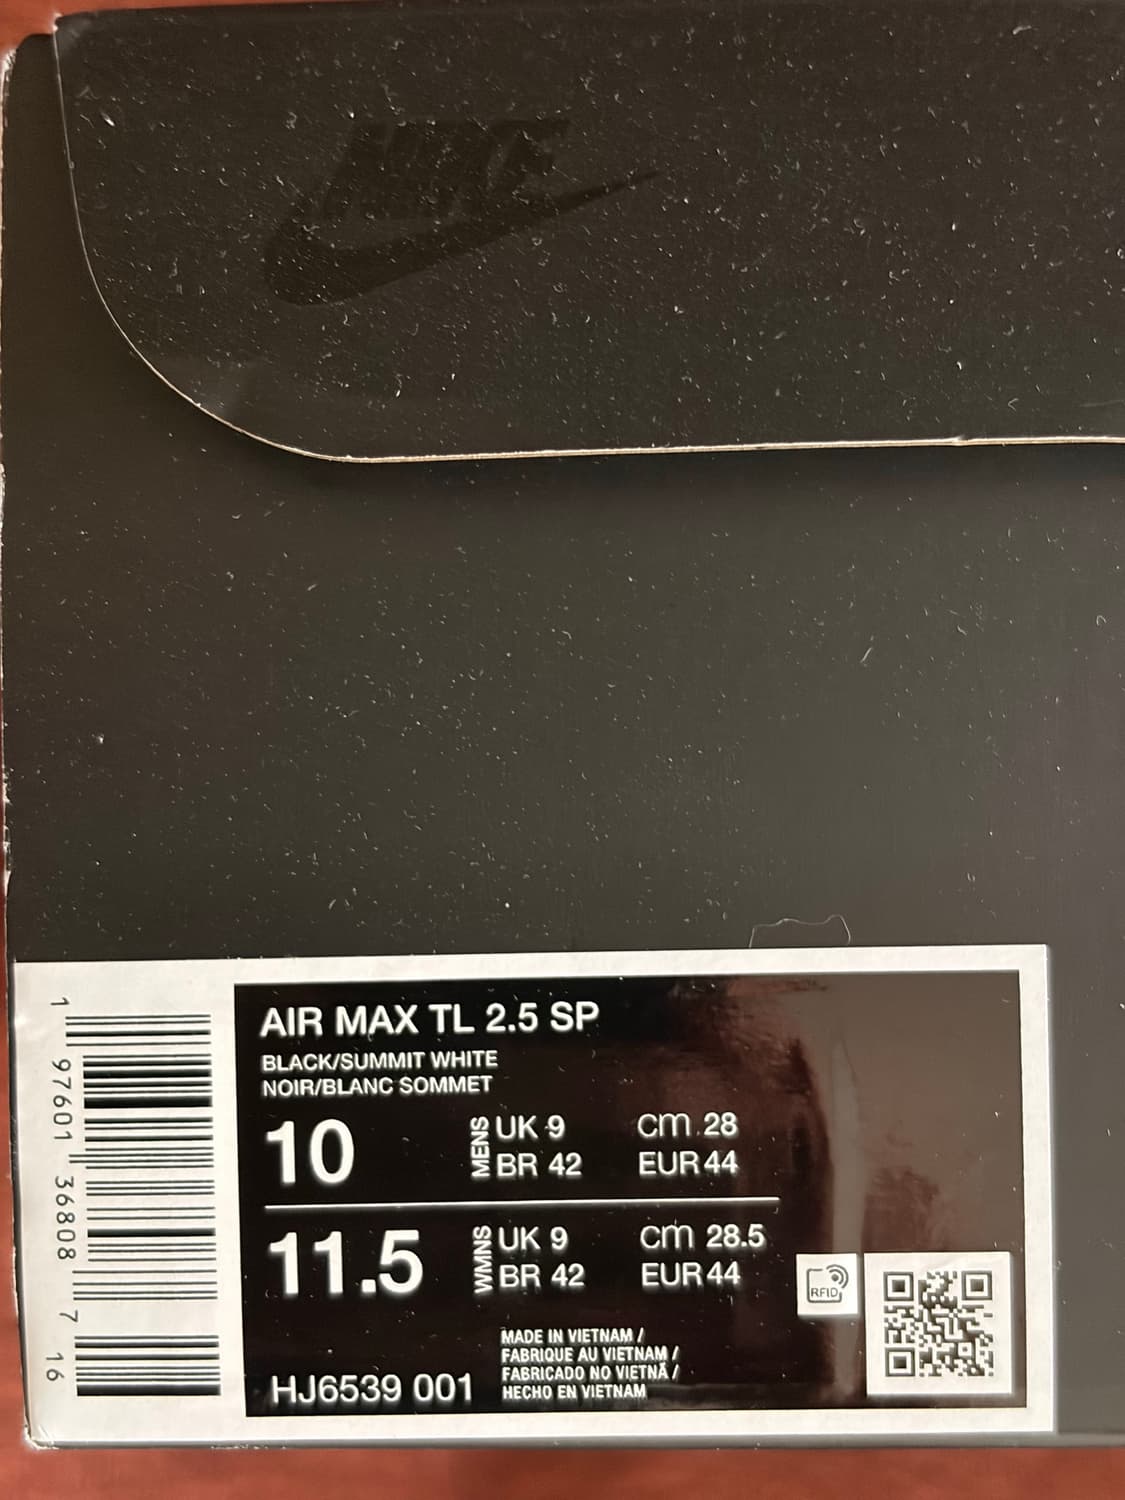 NIKE
AIR MAX TL 2.5 SP
BLACK/SUMMIT WHITE
NOIR/BLANC SOMMET
10 MENS UK 9 cm 28
BR 42 EUR 44
11.5 WMNS UK 9 cm 28.5
BR 42 EUR 44
RFID
MADE IN VIETNAM /
FABRIQUE AU VIETNAM /
FABRICADO NO VIETNÃ /
HECHO EN VIETNAM
HJ6539 001
1 97601 36808 7 16